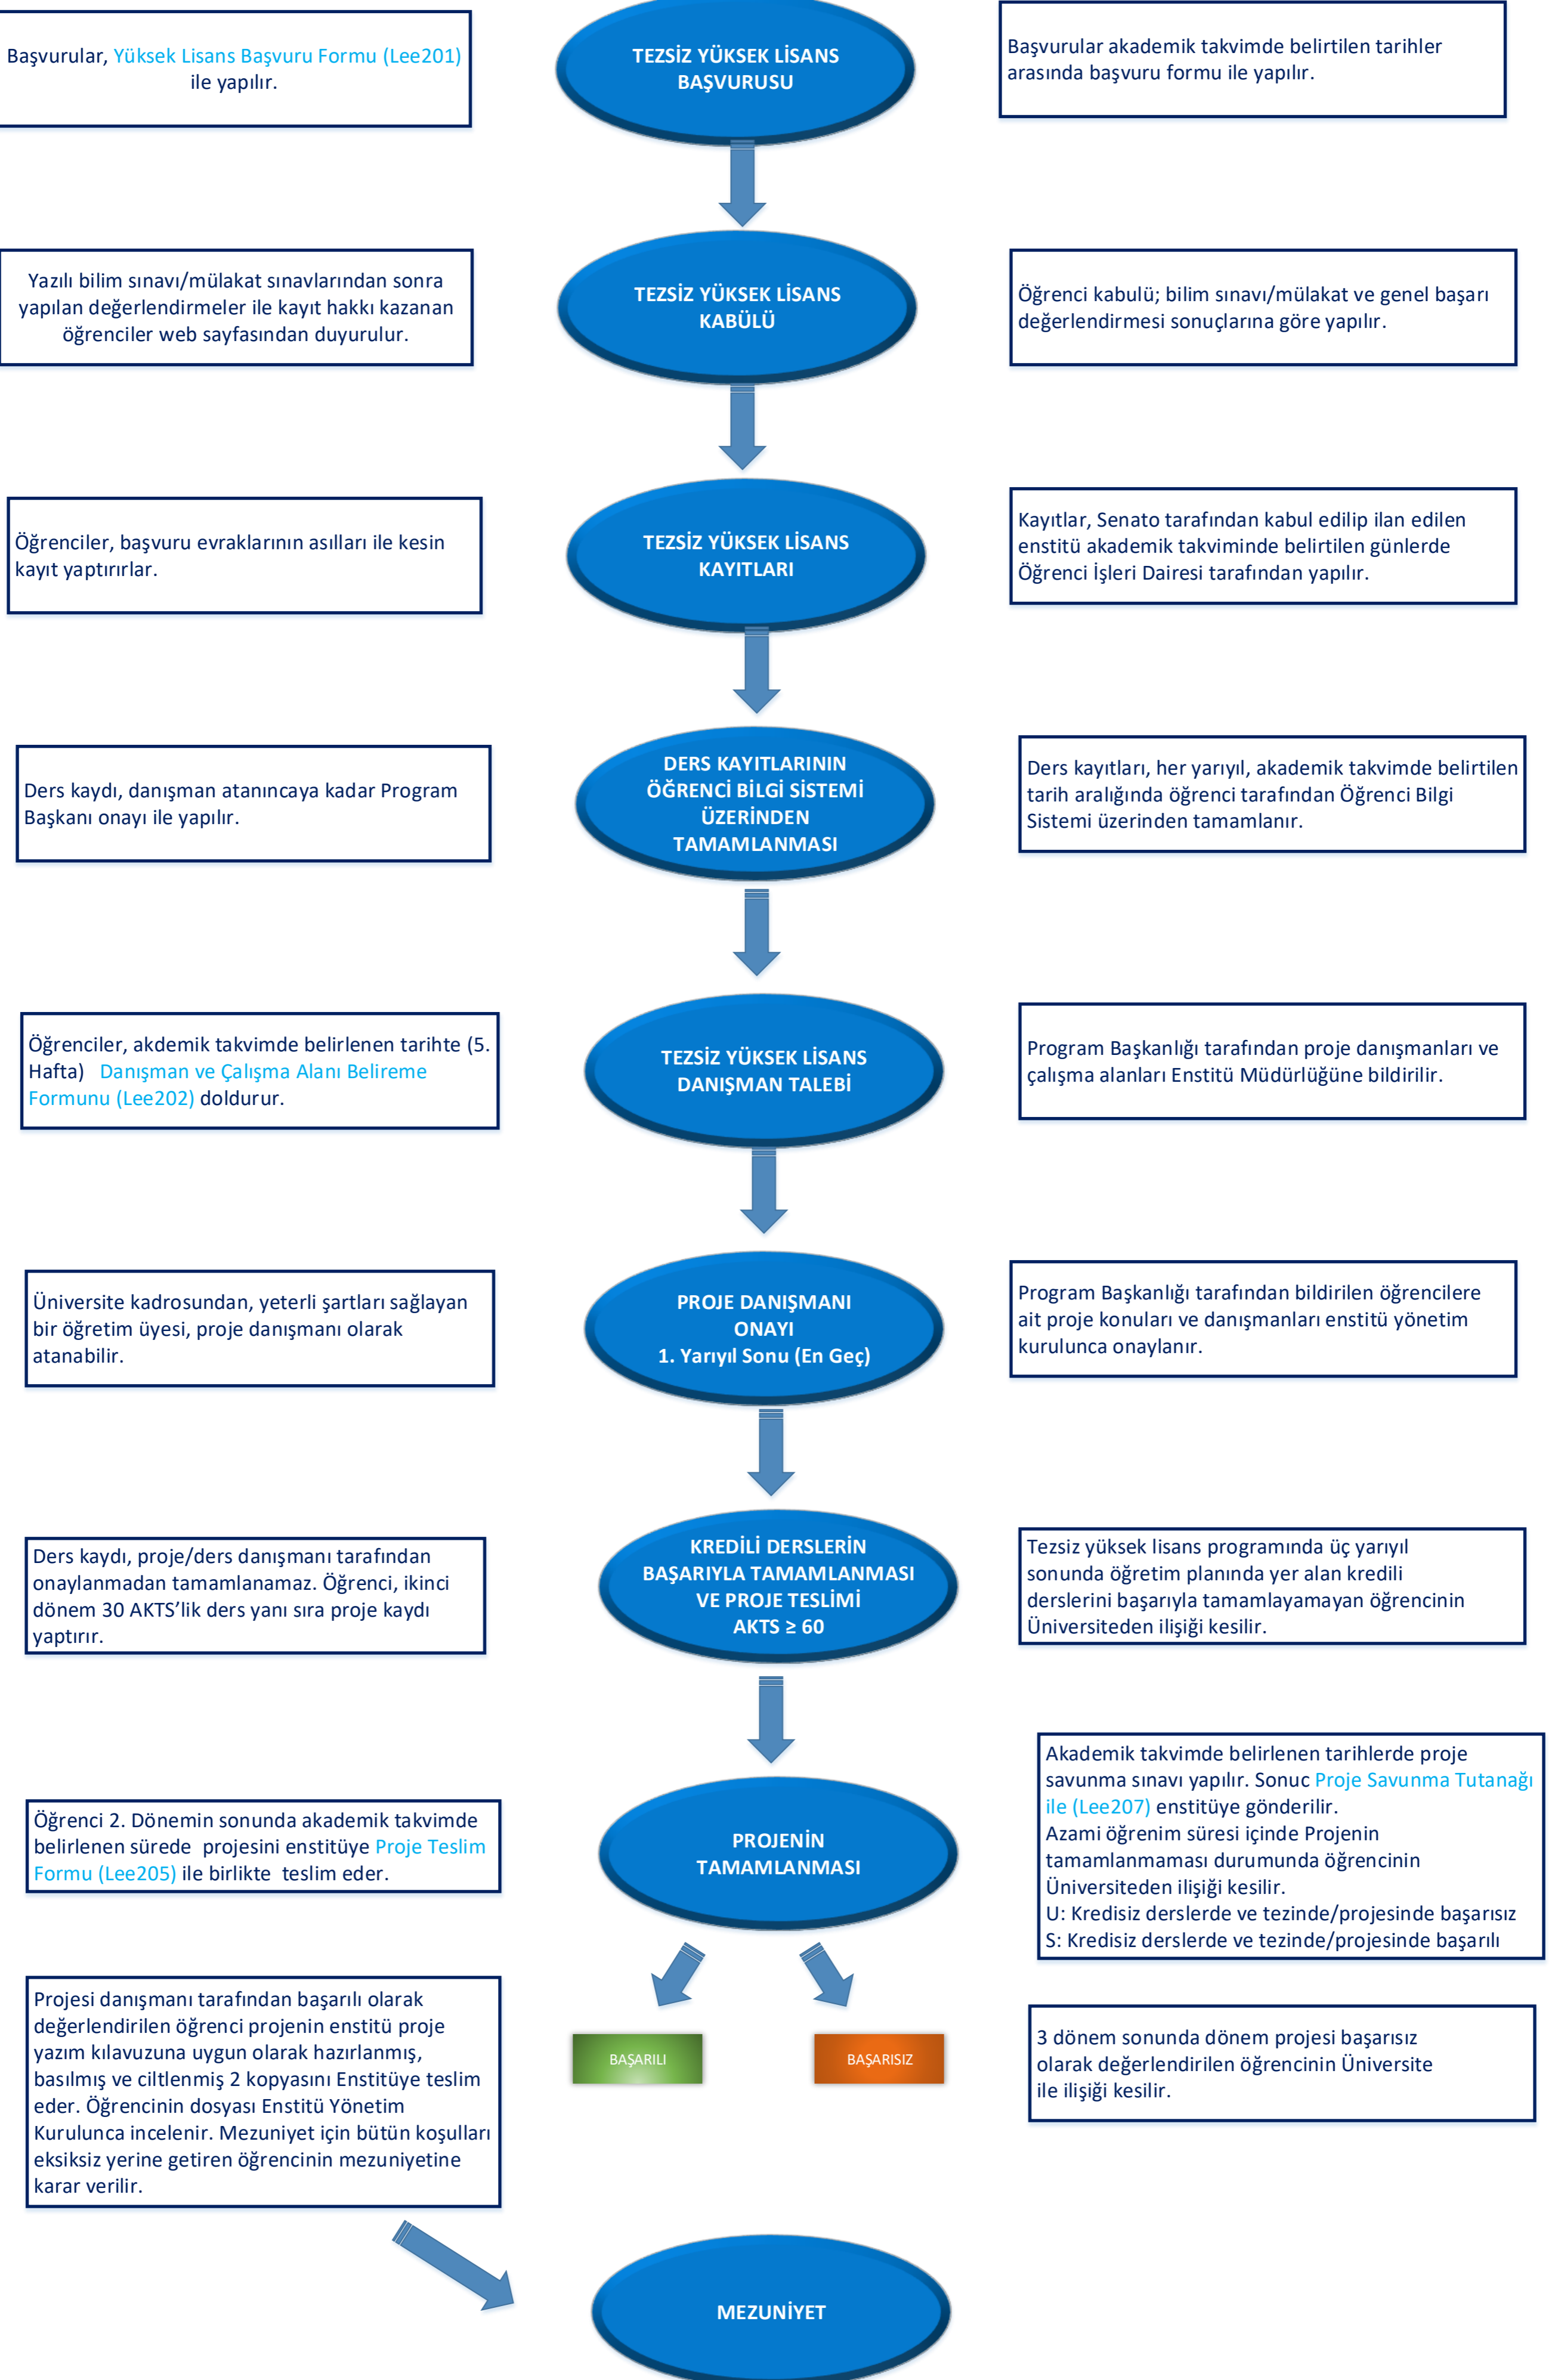 Başvurular, Yüksek Lisans Başvuru Formu (Lee201)
ile yapılır.
TEZSİZ YÜKSEK LİSANS
BAŞVURUSU
Başvurular akademik takvimde belirtilen tarihler
arasında başvuru formu ile yapılır.
Yazılı bilim sınavı/mülakat sınavlarından sonra
yapılan değerlendirmeler ile kayıt hakkı kazanan
öğrenciler web sayfasından duyurulur.
TEZSİZ YÜKSEK LİSANS
KABÜLÜ
Öğrenci kabulü; bilim sınavı/mülakat ve genel başarı
değerlendirmesi sonuçlarına göre yapılır.
Öğrenciler, başvuru evraklarının asılları ile kesin
kayıt yaptırırlar.
TEZSİZ YÜKSEK LİSANS
KAYITLARI
Kayıtlar, Senato tarafından kabul edilip ilan edilen
enstitü akademik takviminde belirtilen günlerde
Öğrenci İşleri Dairesi tarafından yapılır.
Ders kaydı, danışman atanıncaya kadar Program
Başkanı onayı ile yapılır.
DERS KAYITLARININ
ÖĞRENCİ BİLGİ SİSTEMİ
ÜZERİNDEN
TAMAMLANMASI
Ders kayıtları, her yarıyıl, akademik takvimde belirtilen
tarih aralığında öğrenci tarafından Öğrenci Bilgi
Sistemi üzerinden tamamlanır.
Öğrenciler, akdemik takvimde belirlenen tarihte (5.
Hafta) Danışman ve Çalışma Alanı Belireme
Formunu (Lee202) doldurur.
TEZSİZ YÜKSEK LİSANS
DANIŞMAN TALEBİ
Program Başkanlığı tarafından proje danışmanları ve
çalışma alanları Enstitü Müdürlüğüne bildirilir.
Üniversite kadrosundan, yeterli şartları sağlayan
bir öğretim üyesi, proje danışmanı olarak
atanabilir.
PROJE DANIŞMANI
ONAYI
1. Yarıyıl Sonu (En Geç)
Program Başkanlığı tarafından bildirilen öğrencilere
ait proje konuları ve danışmanları enstitü yönetim
kurulunca onaylanır.
Ders kaydı, proje/ders danışmanı tarafından
onaylanmadan tamamlanamaz. Öğrenci, ikinci
dönem 30 AKTS’lik ders yanı sıra proje kaydı
yaptırır.
KREDİLİ DERSLERİN
BAŞARIYLA TAMAMLANMASI
VE PROJE TESLİMİ
AKTS ≥ 60
Tezsiz yüksek lisans programında üç yarıyıl
sonunda öğretim planında yer alan kredili
derslerini başarıyla tamamlayamayan öğrencinin
Üniversiteden ilişiği kesilir.
Öğrenci 2. Dönemin sonunda akademik takvimde
belirlenen sürede projesini enstitüye Proje Teslim
Formu (Lee205) ile birlikte teslim eder.
PROJENİN
TAMAMLANMASI
Akademik takvimde belirlenen tarihlerde proje
savunma sınavı yapılır. Sonuc Proje Savunma Tutanağı
ile (Lee207) enstitüye gönderilir.
Azami öğrenim süresi içinde Projenin
tamamlanmaması durumunda öğrencinin
Üniversiteden ilişiği kesilir.
U: Kredisiz derslerde ve tezinde/projesinde başarısız
S: Kredisiz derslerde ve tezinde/projesinde başarılı
Projesi danışmanı tarafından başarılı olarak
değerlendirilen öğrenci projenin enstitü proje
yazım kılavuzuna uygun olarak hazırlanmış,
basılmış ve ciltlenmiş 2 kopyasını Enstitüye teslim
eder. Öğrencinin dosyası Enstitü Yönetim
Kurulunca incelenir. Mezuniyet için bütün koşulları
eksiksiz yerine getiren öğrencinin mezuniyetine
karar verilir.
BAŞARILI
BAŞARISIZ
3 dönem sonunda dönem projesi başarısız
olarak değerlendirilen öğrencinin Üniversite
ile ilişiği kesilir.
MEZUNİYET